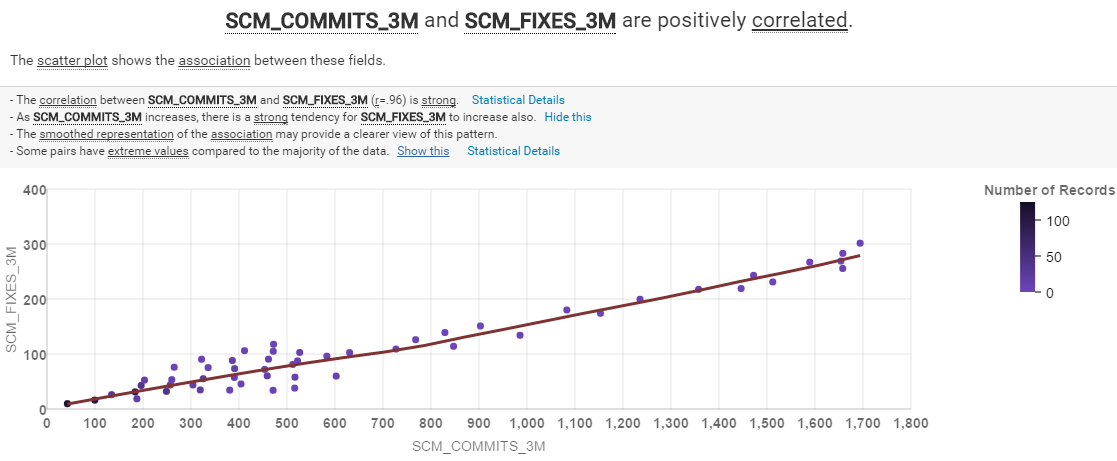 SCM_COMMITS_3M and SCM_FIXES_3M are positively correlated.
The scatter plot shows the association between these fields.
- The correlation between SCM_COMMITS_3M and SCM_FIXES_3M (r=.96) is strong. Statistical Details
- As SCM_COMMITS_3M increases, there is a strong tendency for SCM_FIXES_3M to increase also. Hide this
- The smoothed representation of the association may provide a clearer view of this pattern.
- Some pairs have extreme values compared to the majority of the data. Show this Statistical Details
400
300
200
100
0
SCM_FIXES_3M
0 100 200 300 400 500 600 700 800 900 1,000 1,100 1,200 1,300 1,400 1,500 1,600 1,700 1,800
SCM_COMMITS_3M
Number of Records
100
50
0